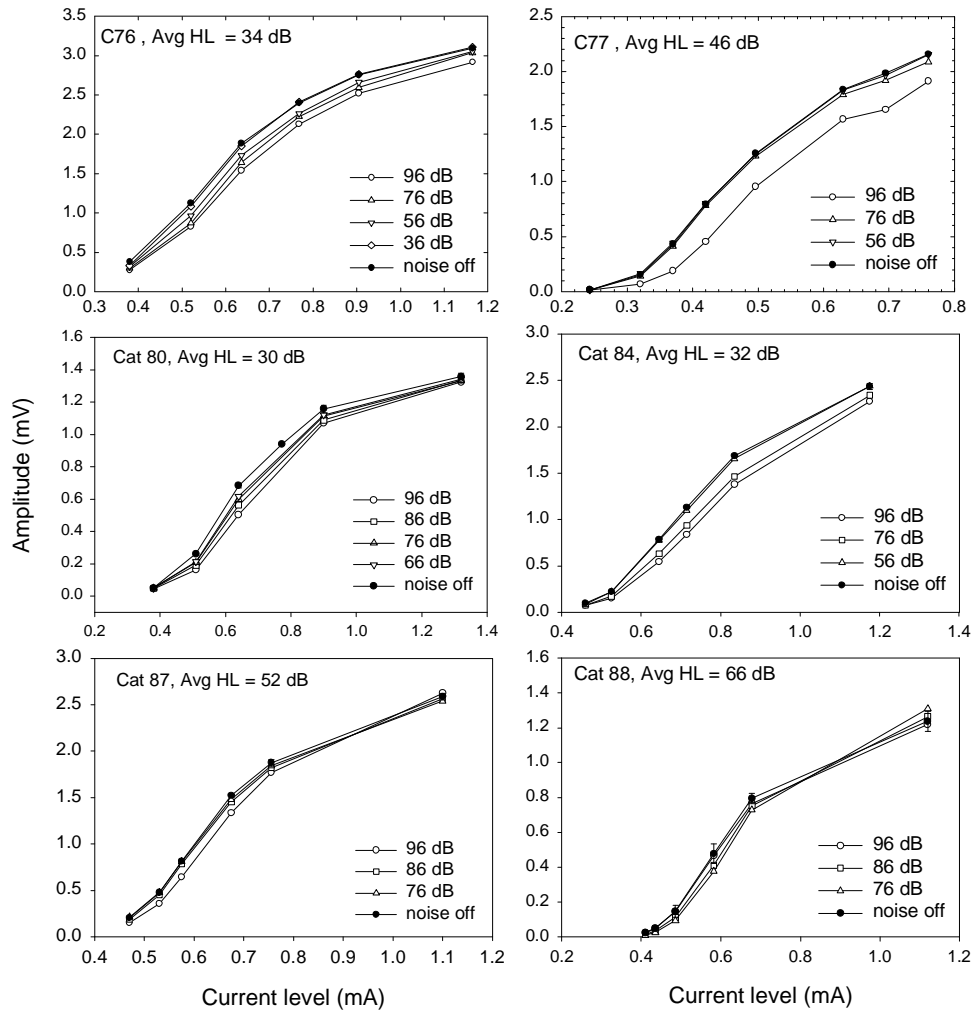 C76 , Avg HL = 34 dB
3.5
3.0
2.5
2.0
1.5
1.0
0.5
0.0
96 dB
76 dB
56 dB
36 dB
noise off
0.3 0.4 0.5 0.6 0.7 0.8 0.9 1.0 1.1 1.2
C77 , Avg HL = 46 dB
2.5
2.0
1.5
1.0
0.5
0.0
96 dB
76 dB
56 dB
noise off
0.2 0.3 0.4 0.5 0.6 0.7 0.8
Amplitude (mV)
Cat 80, Avg HL = 30 dB
1.6
1.4
1.2
1.0
0.8
0.6
0.4
0.2
0.0
96 dB
86 dB
76 dB
66 dB
noise off
0.2 0.4 0.6 0.8 1.0 1.2 1.4
Cat 84, Avg HL = 32 dB
3.0
2.5
2.0
1.5
1.0
0.5
0.0
96 dB
76 dB
56 dB
noise off
0.4 0.6 0.8 1.0 1.2 1.4
Cat 87, Avg HL = 52 dB
3.0
2.5
2.0
1.5
1.0
0.5
0.0
96 dB
86 dB
76 dB
noise off
0.4 0.5 0.6 0.7 0.8 0.9 1.0 1.1 1.2
Current level (mA)
Cat 88, Avg HL = 66 dB
1.6
1.4
1.2
1.0
0.8
0.6
0.4
0.2
0.0
96 dB
86 dB
76 dB
noise off
0.2 0.4 0.6 0.8 1.0 1.2
Current level (mA)